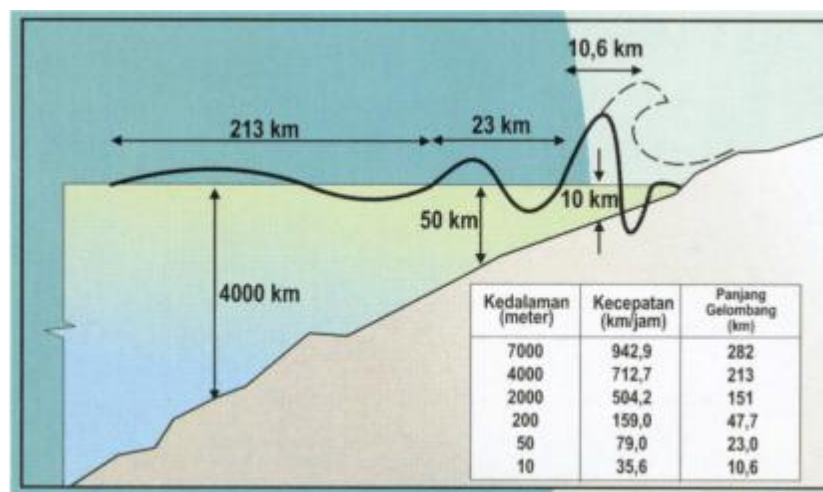 10,6 km
213 km
23 km
10 km
50 km
4000 km
Kedalaman (meter) Kecepatan (km/jam) Panjang Gelombang (km)
7000 942,9 282
4000 712,7 213
2000 504,2 151
200 159,0 47,7
50 79,0 23,0
10 35,6 10,6